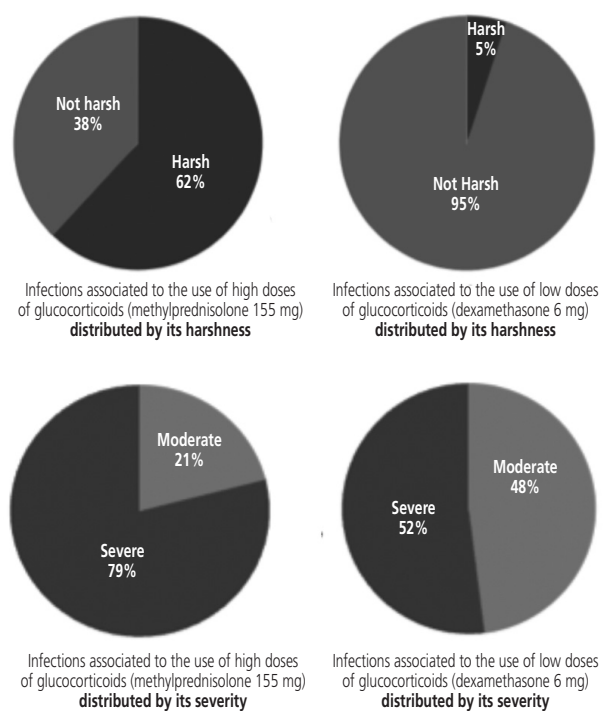 Not harsh
38%
Harsh
62%
Harsh
5%
Not Harsh
95%
Infections associated to the use of high doses
of glucocorticoids (methylprednisolone 155 mg)
distributed by its harshness
Infections associated to the use of low doses
of glucocorticoids (dexamethasone 6 mg)
distributed by its harshness
Moderate
21%
Severe
79%
Moderate
48%
Severe
52%
Infections associated to the use of high doses
of glucocorticoids (methylprednisolone 155 mg)
distributed by its severity
Infections associated to the use of low doses
of glucocorticoids (dexamethasone 6 mg)
distributed by its severity